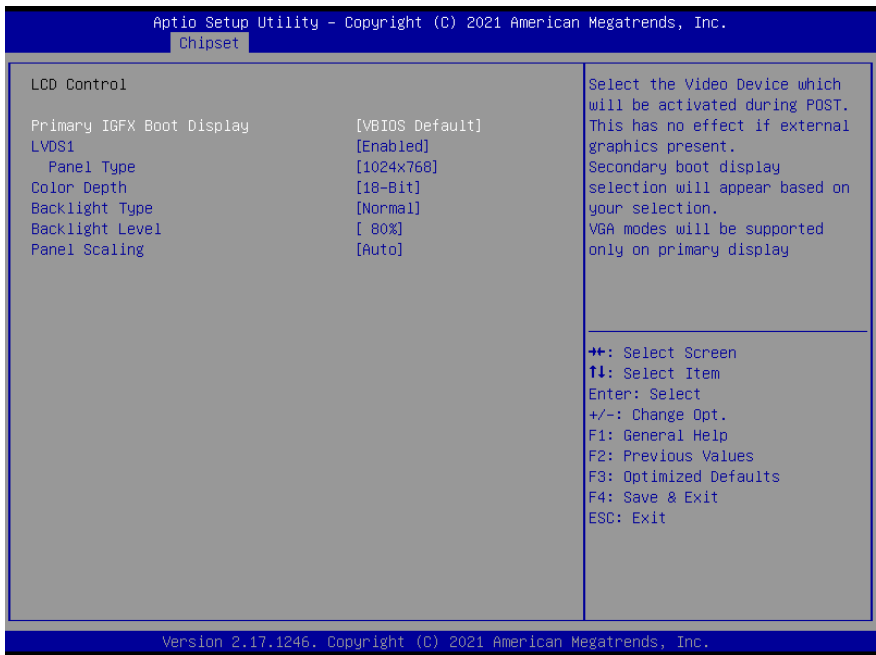 Aptio Setup Utility – Copyright (C) 2021 American Megatrends, Inc.
Chipset
LCD Control
Primary IGFX Boot Display [VBIOS Default]
LVDS1 [Enabled]
Panel Type [1024x768]
Color Depth [18-Bit]
Backlight Type [Normal]
Backlight Level [ 80%]
Panel Scaling [Auto]
Select the Video Device which
will be activated during POST.
This has no effect if external
graphics present.
Secondary boot display
selection will appear based on
your selection.
VGA modes will be supported
only on primary display
→←: Select Screen
↑↓: Select Item
Enter: Select
+/-: Change Opt.
F1: General Help
F2: Previous Values
F3: Optimized Defaults
F4: Save & Exit
ESC: Exit
Version 2.17.1246. Copyright (C) 2021 American Megatrends, Inc.